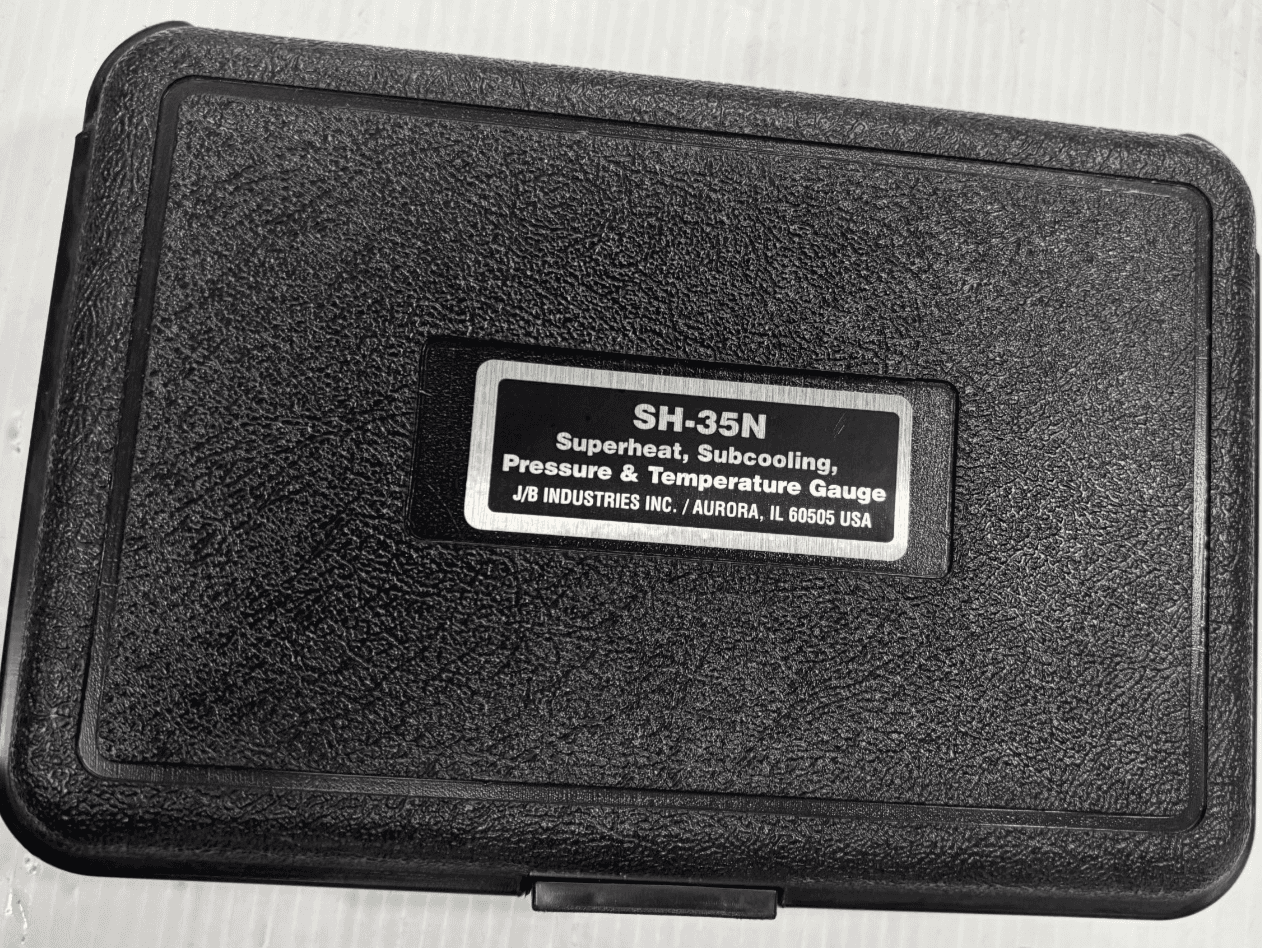 SH-35N
Superheat, Subcooling,
Pressure & Temperature Gauge
J/B INDUSTRIES INC. / AURORA, IL 60505 USA